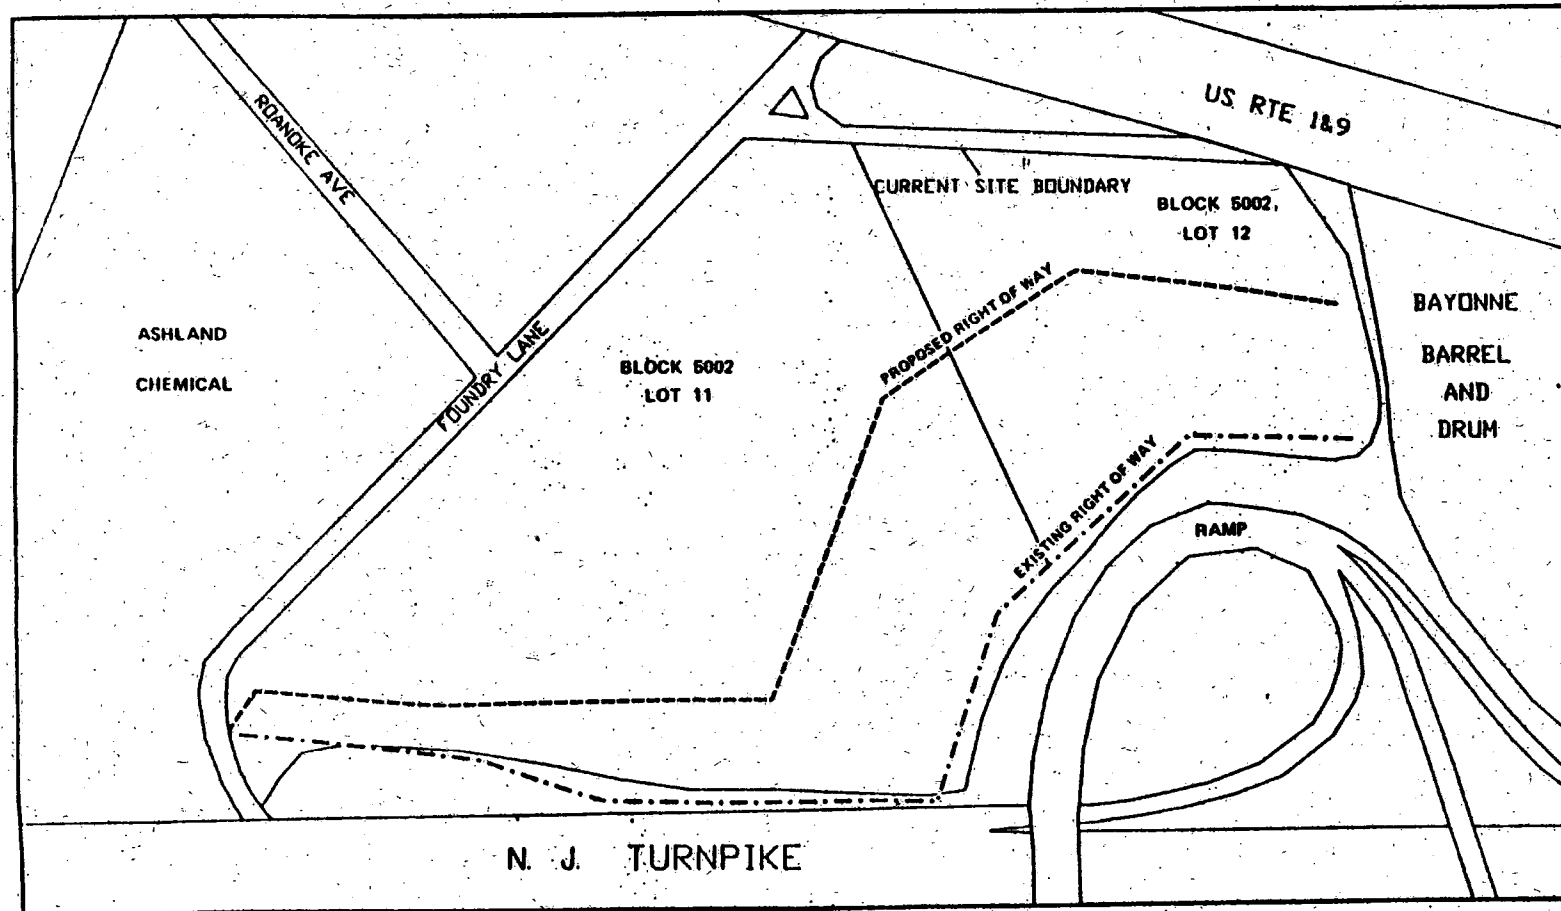 US RTE 1&9
ROANOKE AVE
CURRENT SITE BOUNDARY
BLOCK 5002,
LOT 12
PROPOSED RIGHT OF WAY
BAYONNE
BARREL
AND
DRUM
ASHLAND
CHEMICAL
FOUNDRY LANE
BLOCK 5002
LOT 11
EXISTING RIGHT OF WAY
RAMP
N. J. TURNPIKE